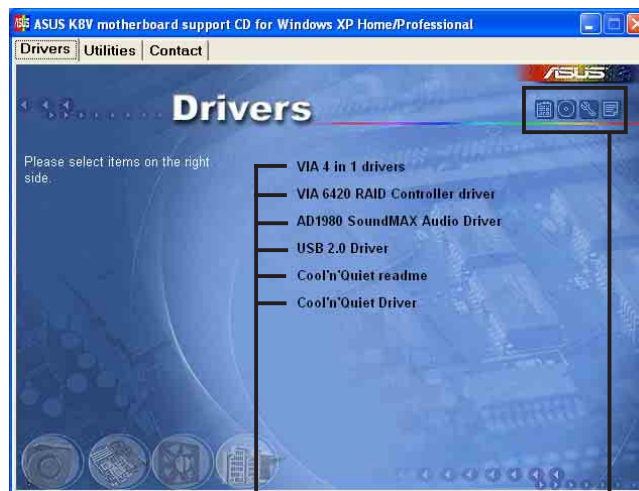 ASUS K8V motherboard support CD for Windows XP Home/Professional
Drivers Utilities Contact
ASUS
Drivers
Please select items on the right
side.
VIA 4 in 1 drivers
VIA 6420 RAID Controller driver
AD1980 SoundMAX Audio Driver
USB 2.0 Driver
Cool'n'Quiet readme
Cool'n'Quiet Driver